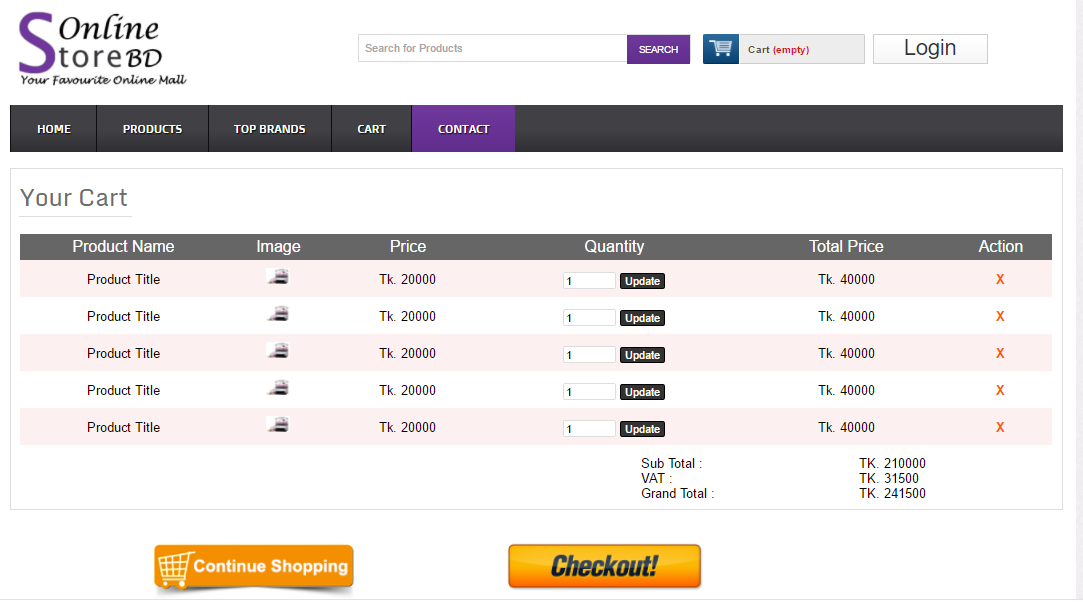 Online
StoreBD
Your Favourite Online Mall
Search for Products SEARCH Cart (empty) Login
HOME PRODUCTS TOP BRANDS CART CONTACT
Your Cart
Product Name Image Price Quantity Total Price Action
Product Title Tk. 20000 1 Update Tk. 40000 X
Product Title Tk. 20000 1 Update Tk. 40000 X
Product Title Tk. 20000 1 Update Tk. 40000 X
Product Title Tk. 20000 1 Update Tk. 40000 X
Product Title Tk. 20000 1 Update Tk. 40000 X
Sub Total : TK. 210000
VAT : TK. 31500
Grand Total : TK. 241500
Continue Shopping Checkout!